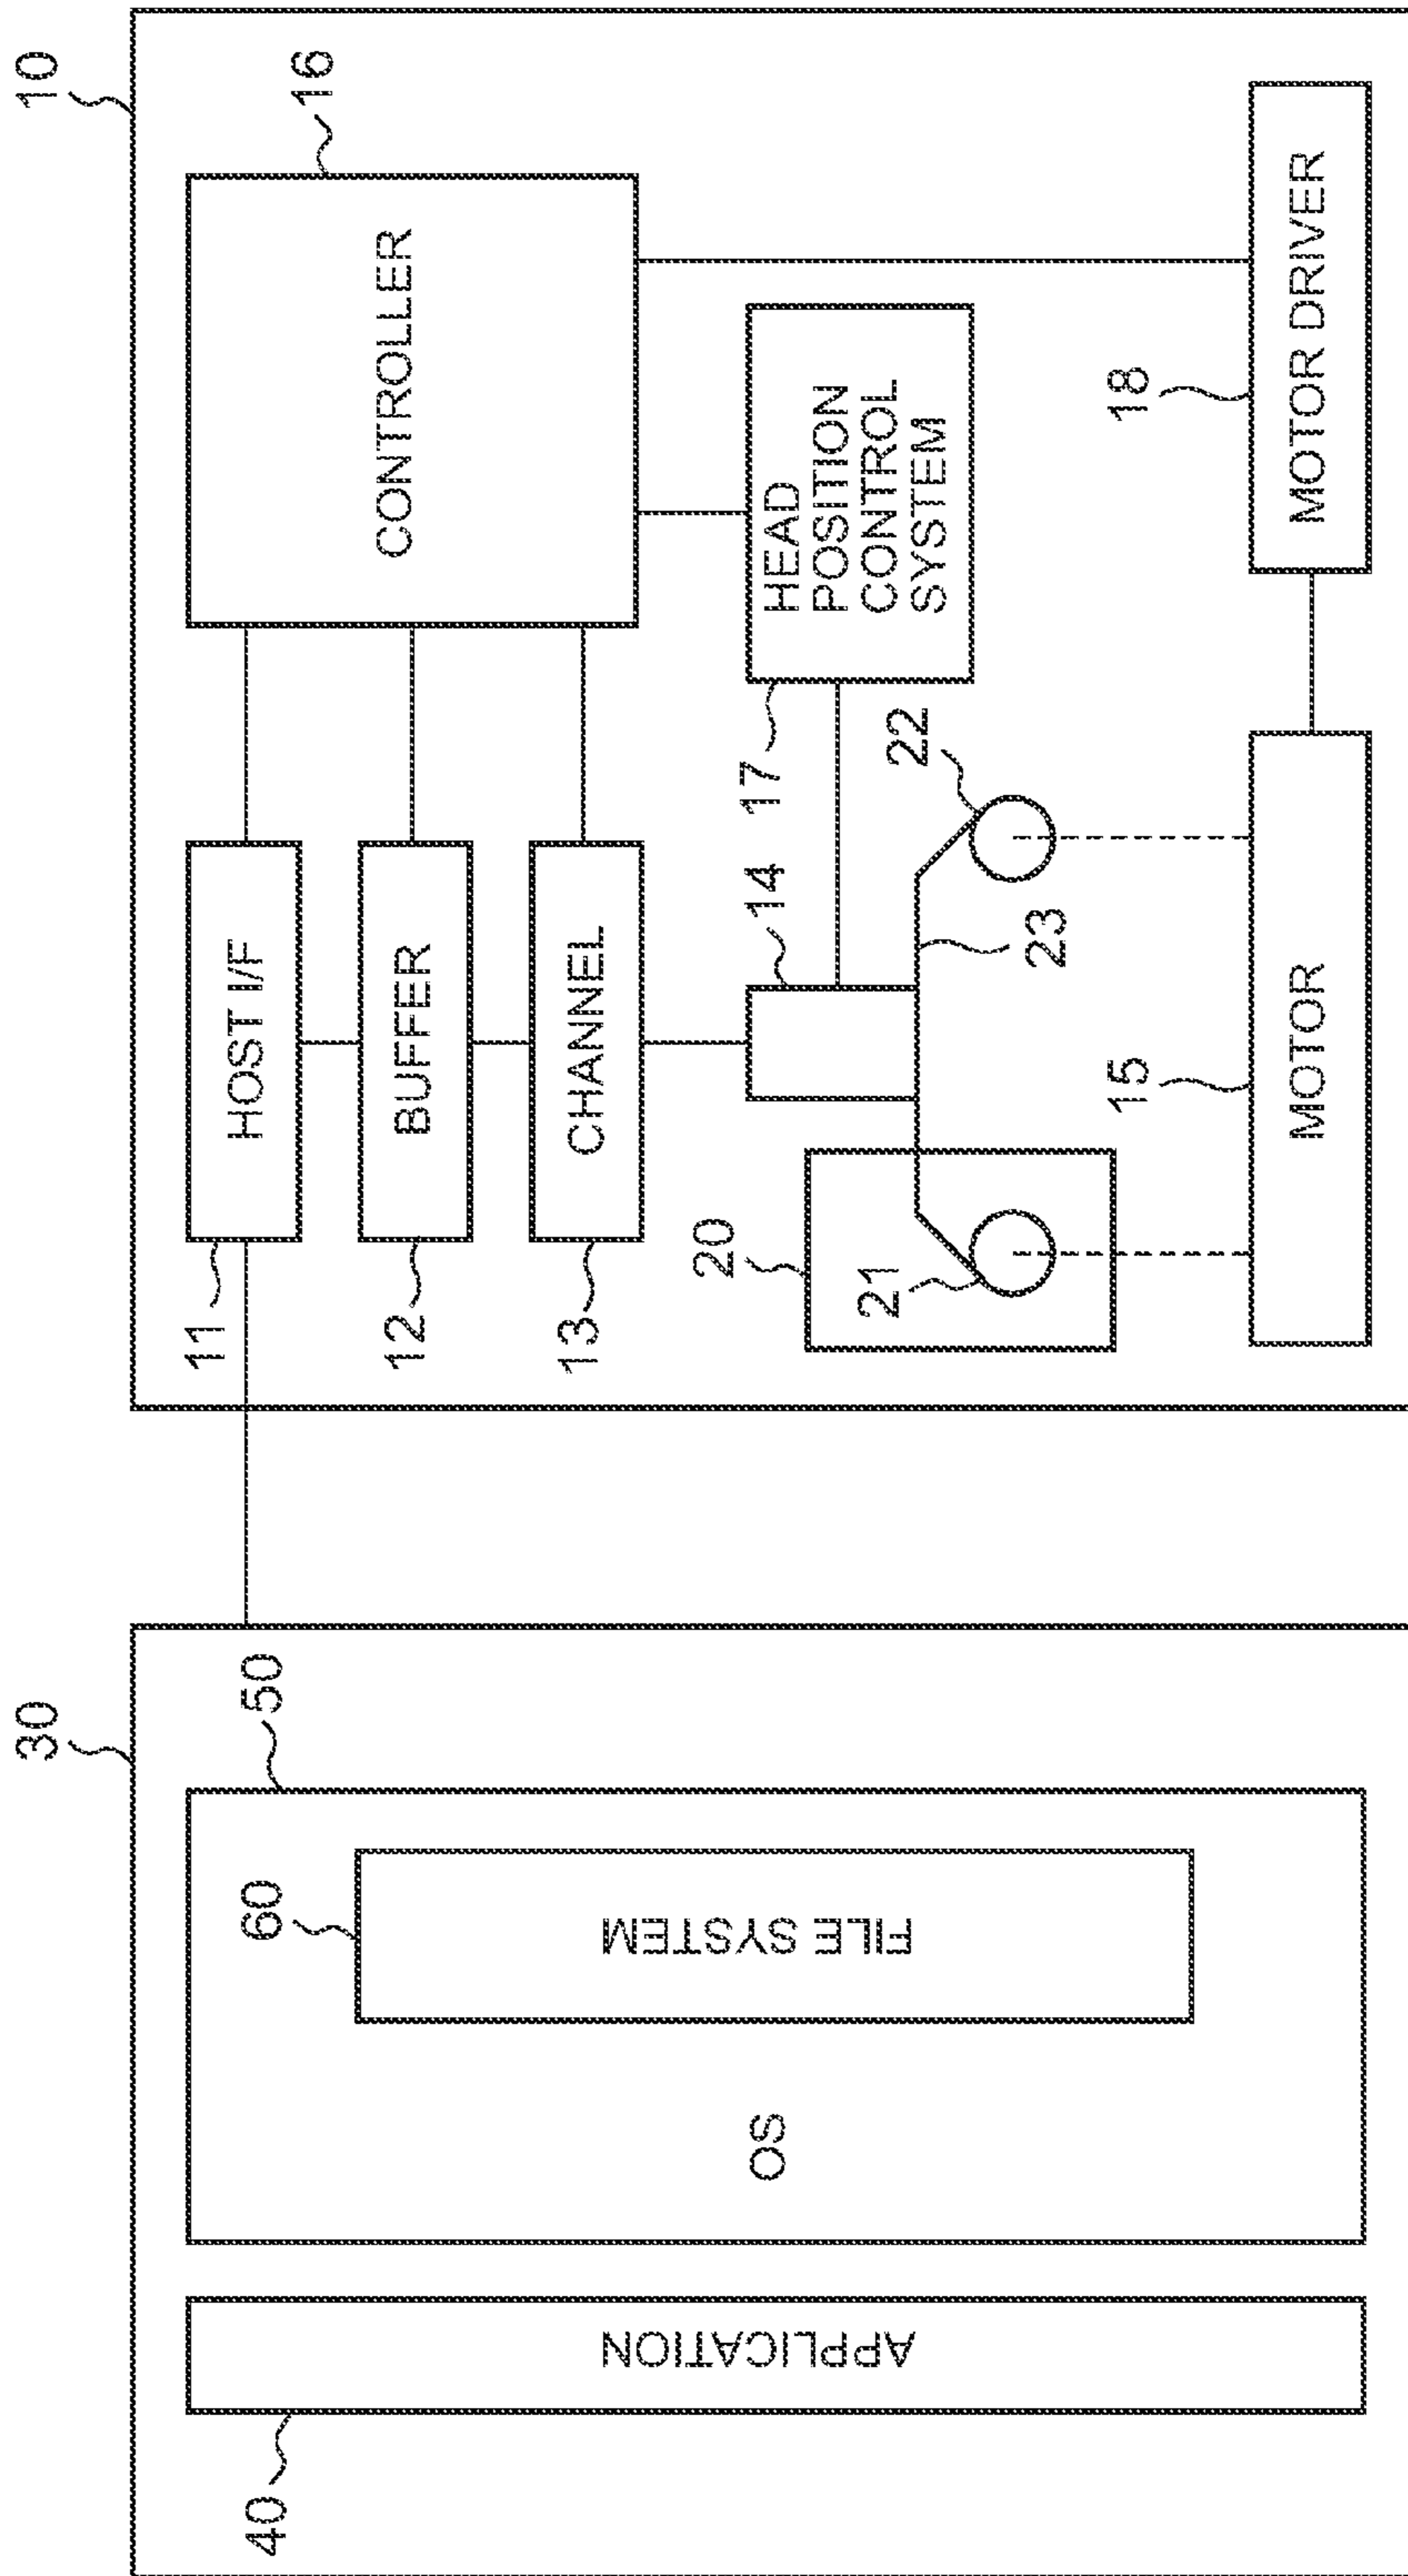 30
40
APPLICATION
OS
50
60
FILE SYSTEM
10
11
HOST I/F
12
BUFFER
13
CHANNEL
16
CONTROLLER
14
17
HEAD
POSITION
CONTROL
SYSTEM
20
21
22
23
15
MOTOR
18
MOTOR DRIVER